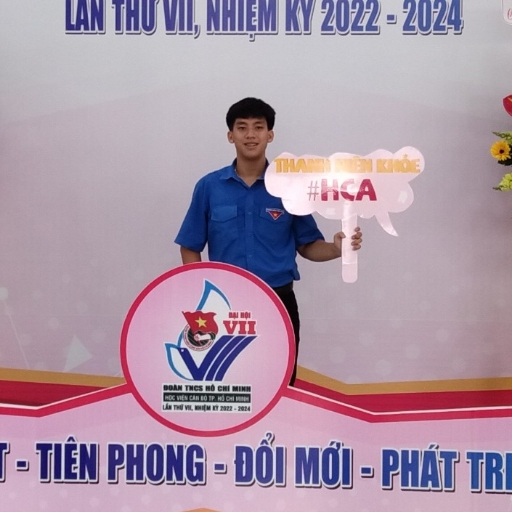 LẦN THỨ VII, NHIỆM KỲ 2022 - 2024
THANH NIÊN KHỎE
#HCA
ĐẠI HỘI
VII
ĐOÀN TNCS HỒ CHÍ MINH
HỌC VIỆN CÁN BỘ TP. HỒ CHÍ MINH
LẦN THỨ VII, NHIỆM KỲ 2022 - 2024
T - TIÊN PHONG - ĐỔI MỚI - PHÁT TRI